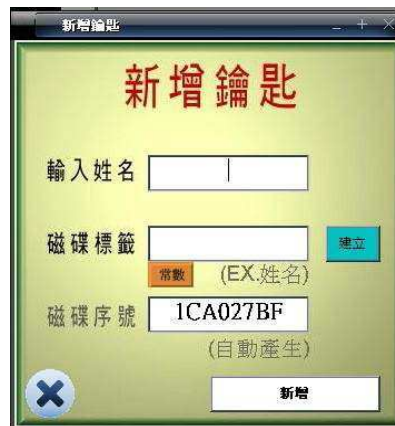 新增鑰匙
新增鑰匙
輸入姓名
磁碟標籤 建立
常數 (EX.姓名)
磁碟序號 1CA027BF
(自動產生)
新增